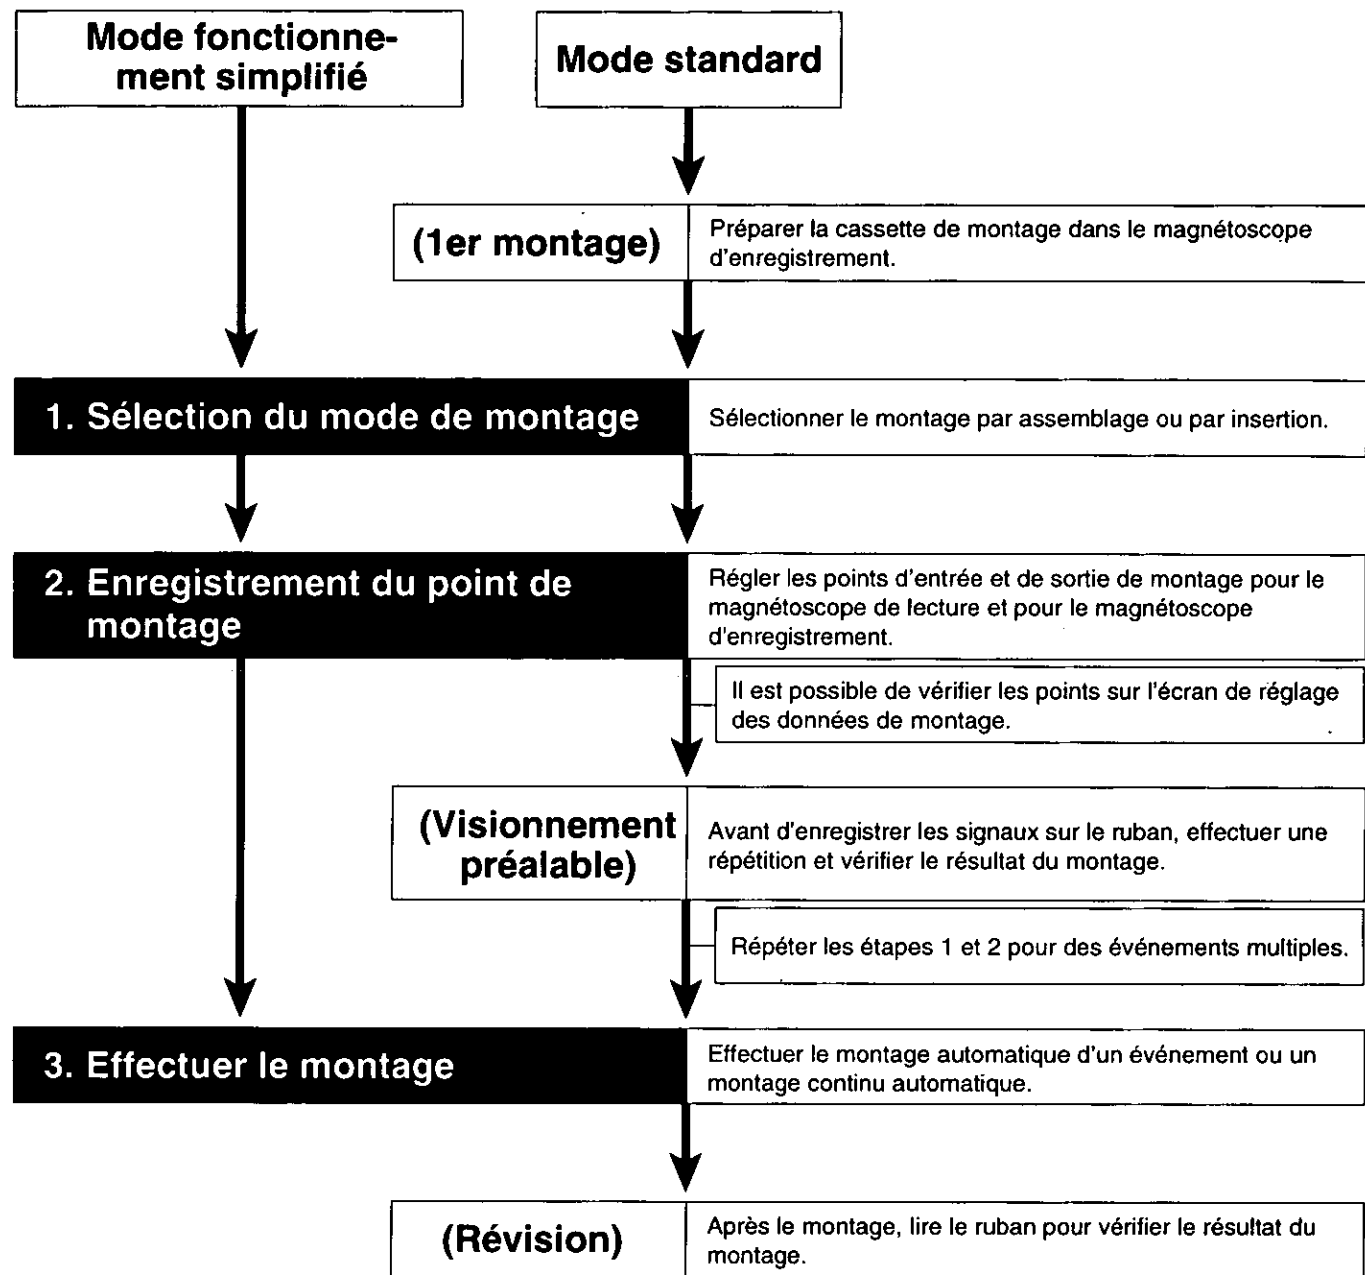 Mode fonctionne-
ment simplifié
Mode standard
(1er montage)
Préparer la cassette de montage dans le magnétoscope
d'enregistrement.
1. Sélection du mode de montage
Sélectionner le montage par assemblage ou par insertion.
2. Enregistrement du point de
montage
Régler les points d'entrée et de sortie de montage pour le
magnétoscope de lecture et pour le magnétoscope
d'enregistrement.
Il est possible de vérifier les points sur l'écran de réglage
des données de montage.
(Visionnement
préalable)
Avant d'enregistrer les signaux sur le ruban, effectuer une
répétition et vérifier le résultat du montage.
Répéter les étapes 1 et 2 pour des événements multiples.
3. Effectuer le montage
Effectuer le montage automatique d'un événement ou un
montage continu automatique.
(Révision)
Après le montage, lire le ruban pour vérifier le résultat du
montage.